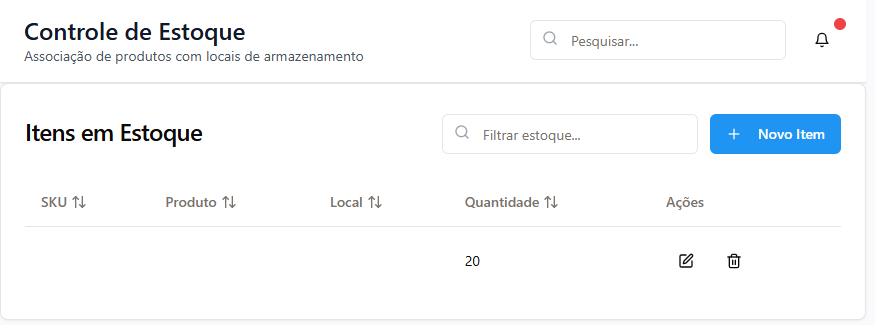 Controle de Estoque
Associação de produtos com locais de armazenamento
Pesquisar...
Itens em Estoque
Filtrar estoque...
Novo Item
SKU Produto Local Quantidade Ações
20